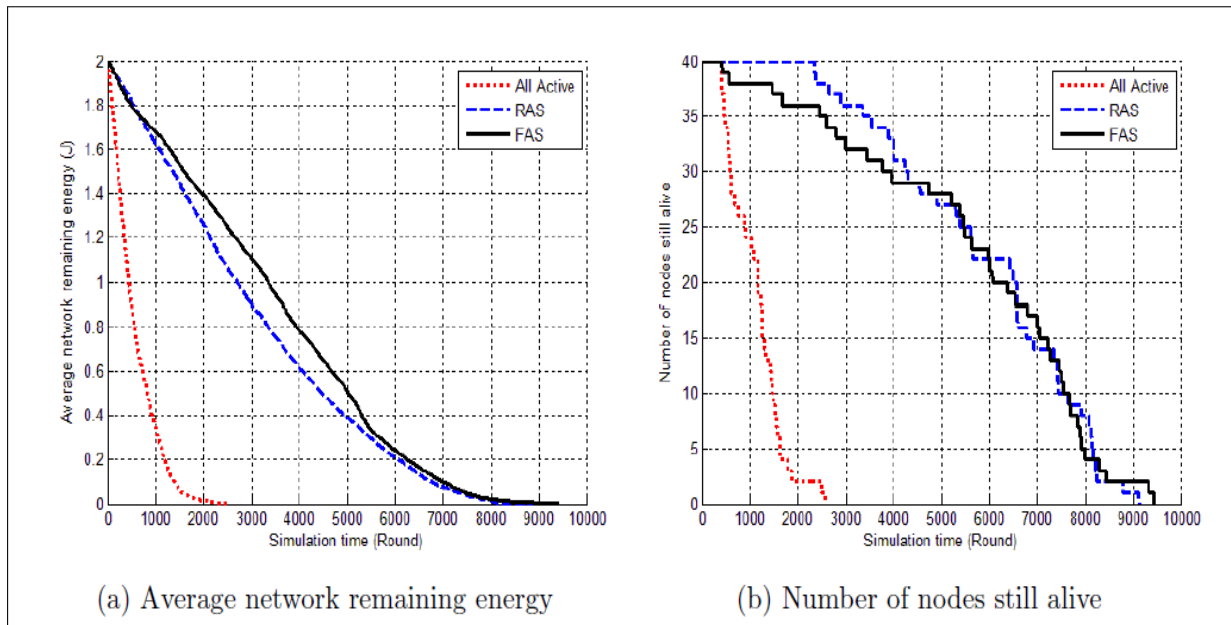 2
1.8
1.6
1.4
1.2
1
0.8
0.6
0.4
0.2
0
Average network remaining energy (J)
All Active
RAS
FAS
0 1000 2000 3000 4000 5000 6000 7000 8000 9000 10000
Simulation time (Round)
(a) Average network remaining energy
40
35
30
25
20
15
10
5
0
Number of nodes still alive
All Active
RAS
FAS
0 1000 2000 3000 4000 5000 6000 7000 8000 9000 10000
Simulation time (Round)
(b) Number of nodes still alive